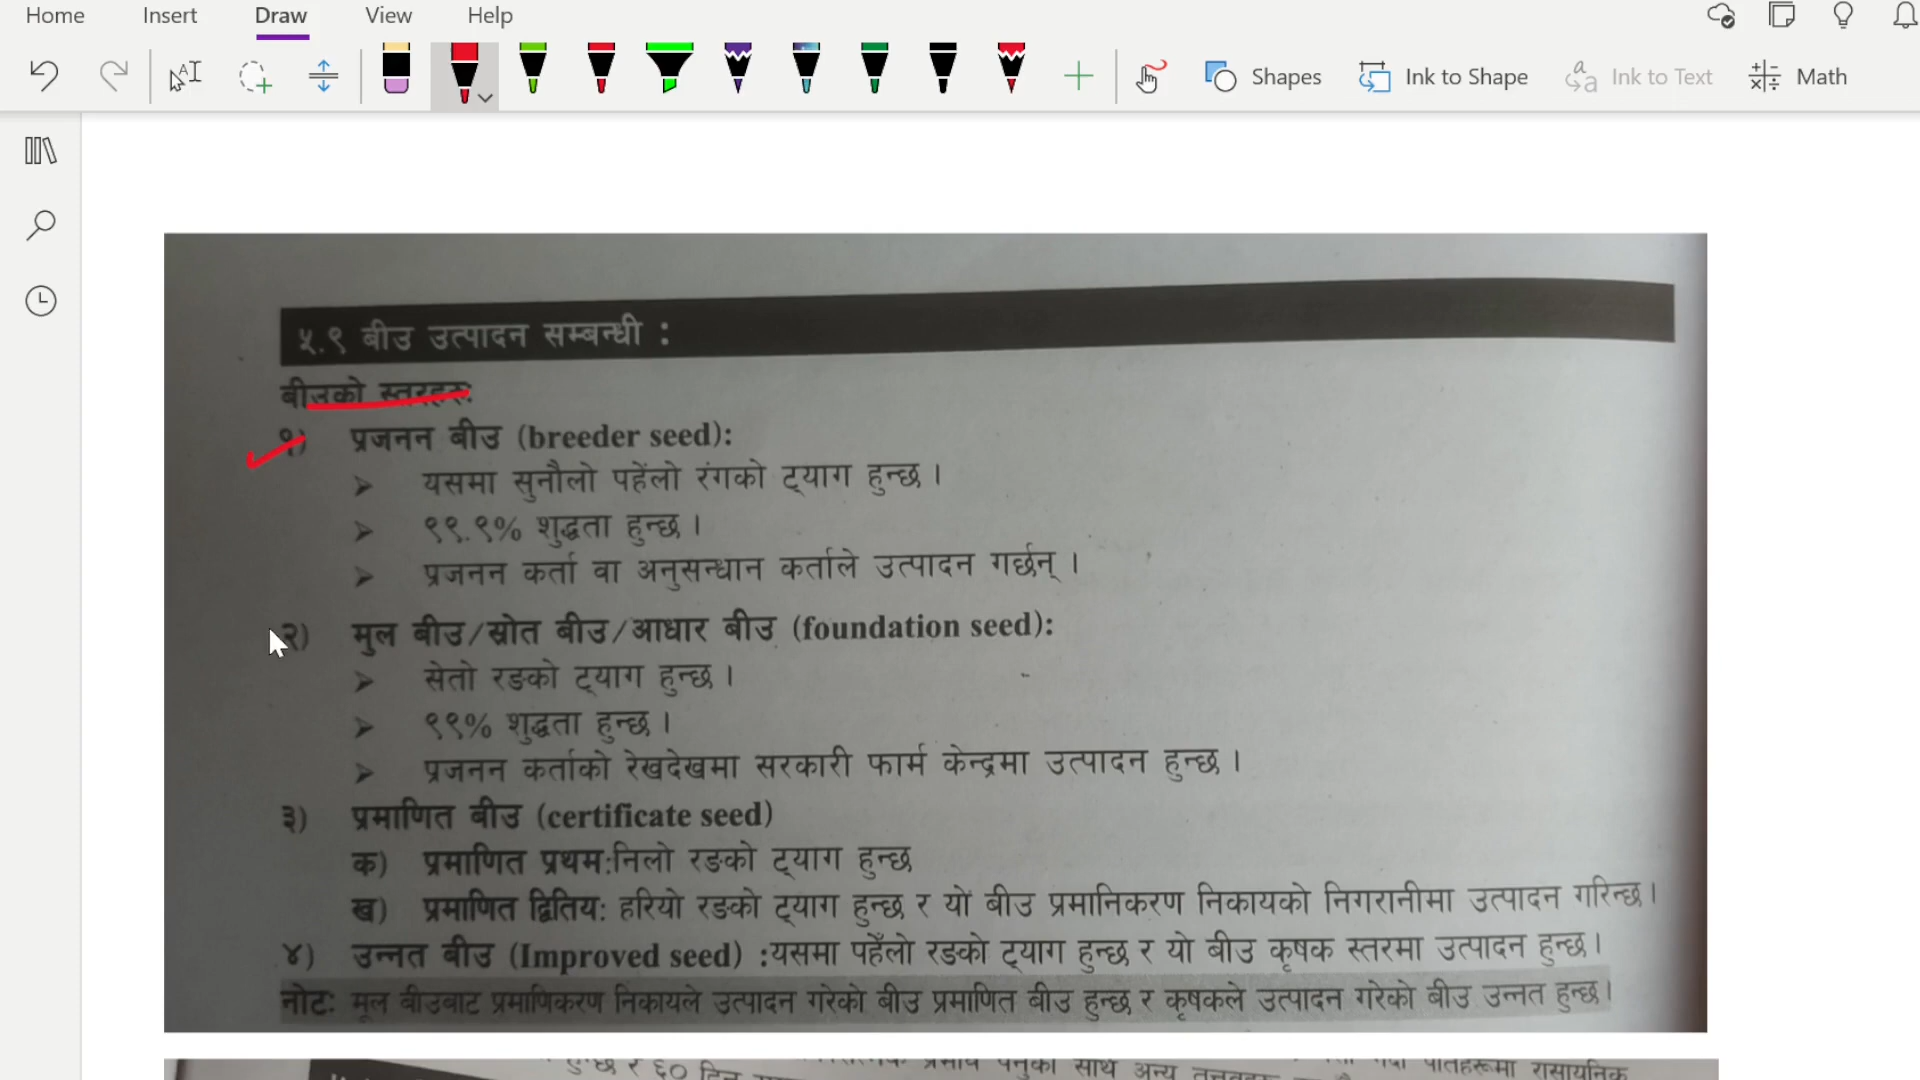 Home Insert Draw View Help
Shapes Ink to Shape Ink to Text Math
५.९ बीउ उत्पादन सम्बन्धी :
बीउको स्तरहरु:
१) प्रजनन बीउ (breeder seed):
➢ यसमा सुनौलो पहेंलो रंगको ट्याग हुन्छ ।
➢ ९९.९% शुद्धता हुन्छ ।
➢ प्रजनन कर्ता वा अनुसन्धान कर्ताले उत्पादन गर्छन् ।
२) मुल बीउ/स्रोत बीउ/आधार बीउ (foundation seed):
➢ सेतो रङको ट्याग हुन्छ ।
➢ ९९% शुद्धता हुन्छ ।
➢ प्रजनन कर्ताको रेखदेखमा सरकारी फार्म केन्द्रमा उत्पादन हुन्छ ।
३) प्रमाणित बीउ (certificate seed)
क) प्रमाणित प्रथम:निलो रङको ट्याग हुन्छ
ख) प्रमाणित द्वितिय: हरियो रङको ट्याग हुन्छ र यो बीउ प्रमानिकरण निकायको निगरानीमा उत्पादन गरिन्छ ।
४) उन्नत बीउ (Improved seed) :यसमा पहेँलो रङको ट्याग हुन्छ र यो बीउ कृषक स्तरमा उत्पादन हुन्छ ।
नोट: मूल बीउबाट प्रमाणिकरण निकायले उत्पादन गरेको बीउ प्रमाणित बीउ हुन्छ र कृषकले उत्पादन गरेको बीउ उन्नत हुन्छ ।
हुन्छ र ६० दिन साथ अन्य रासायनिक